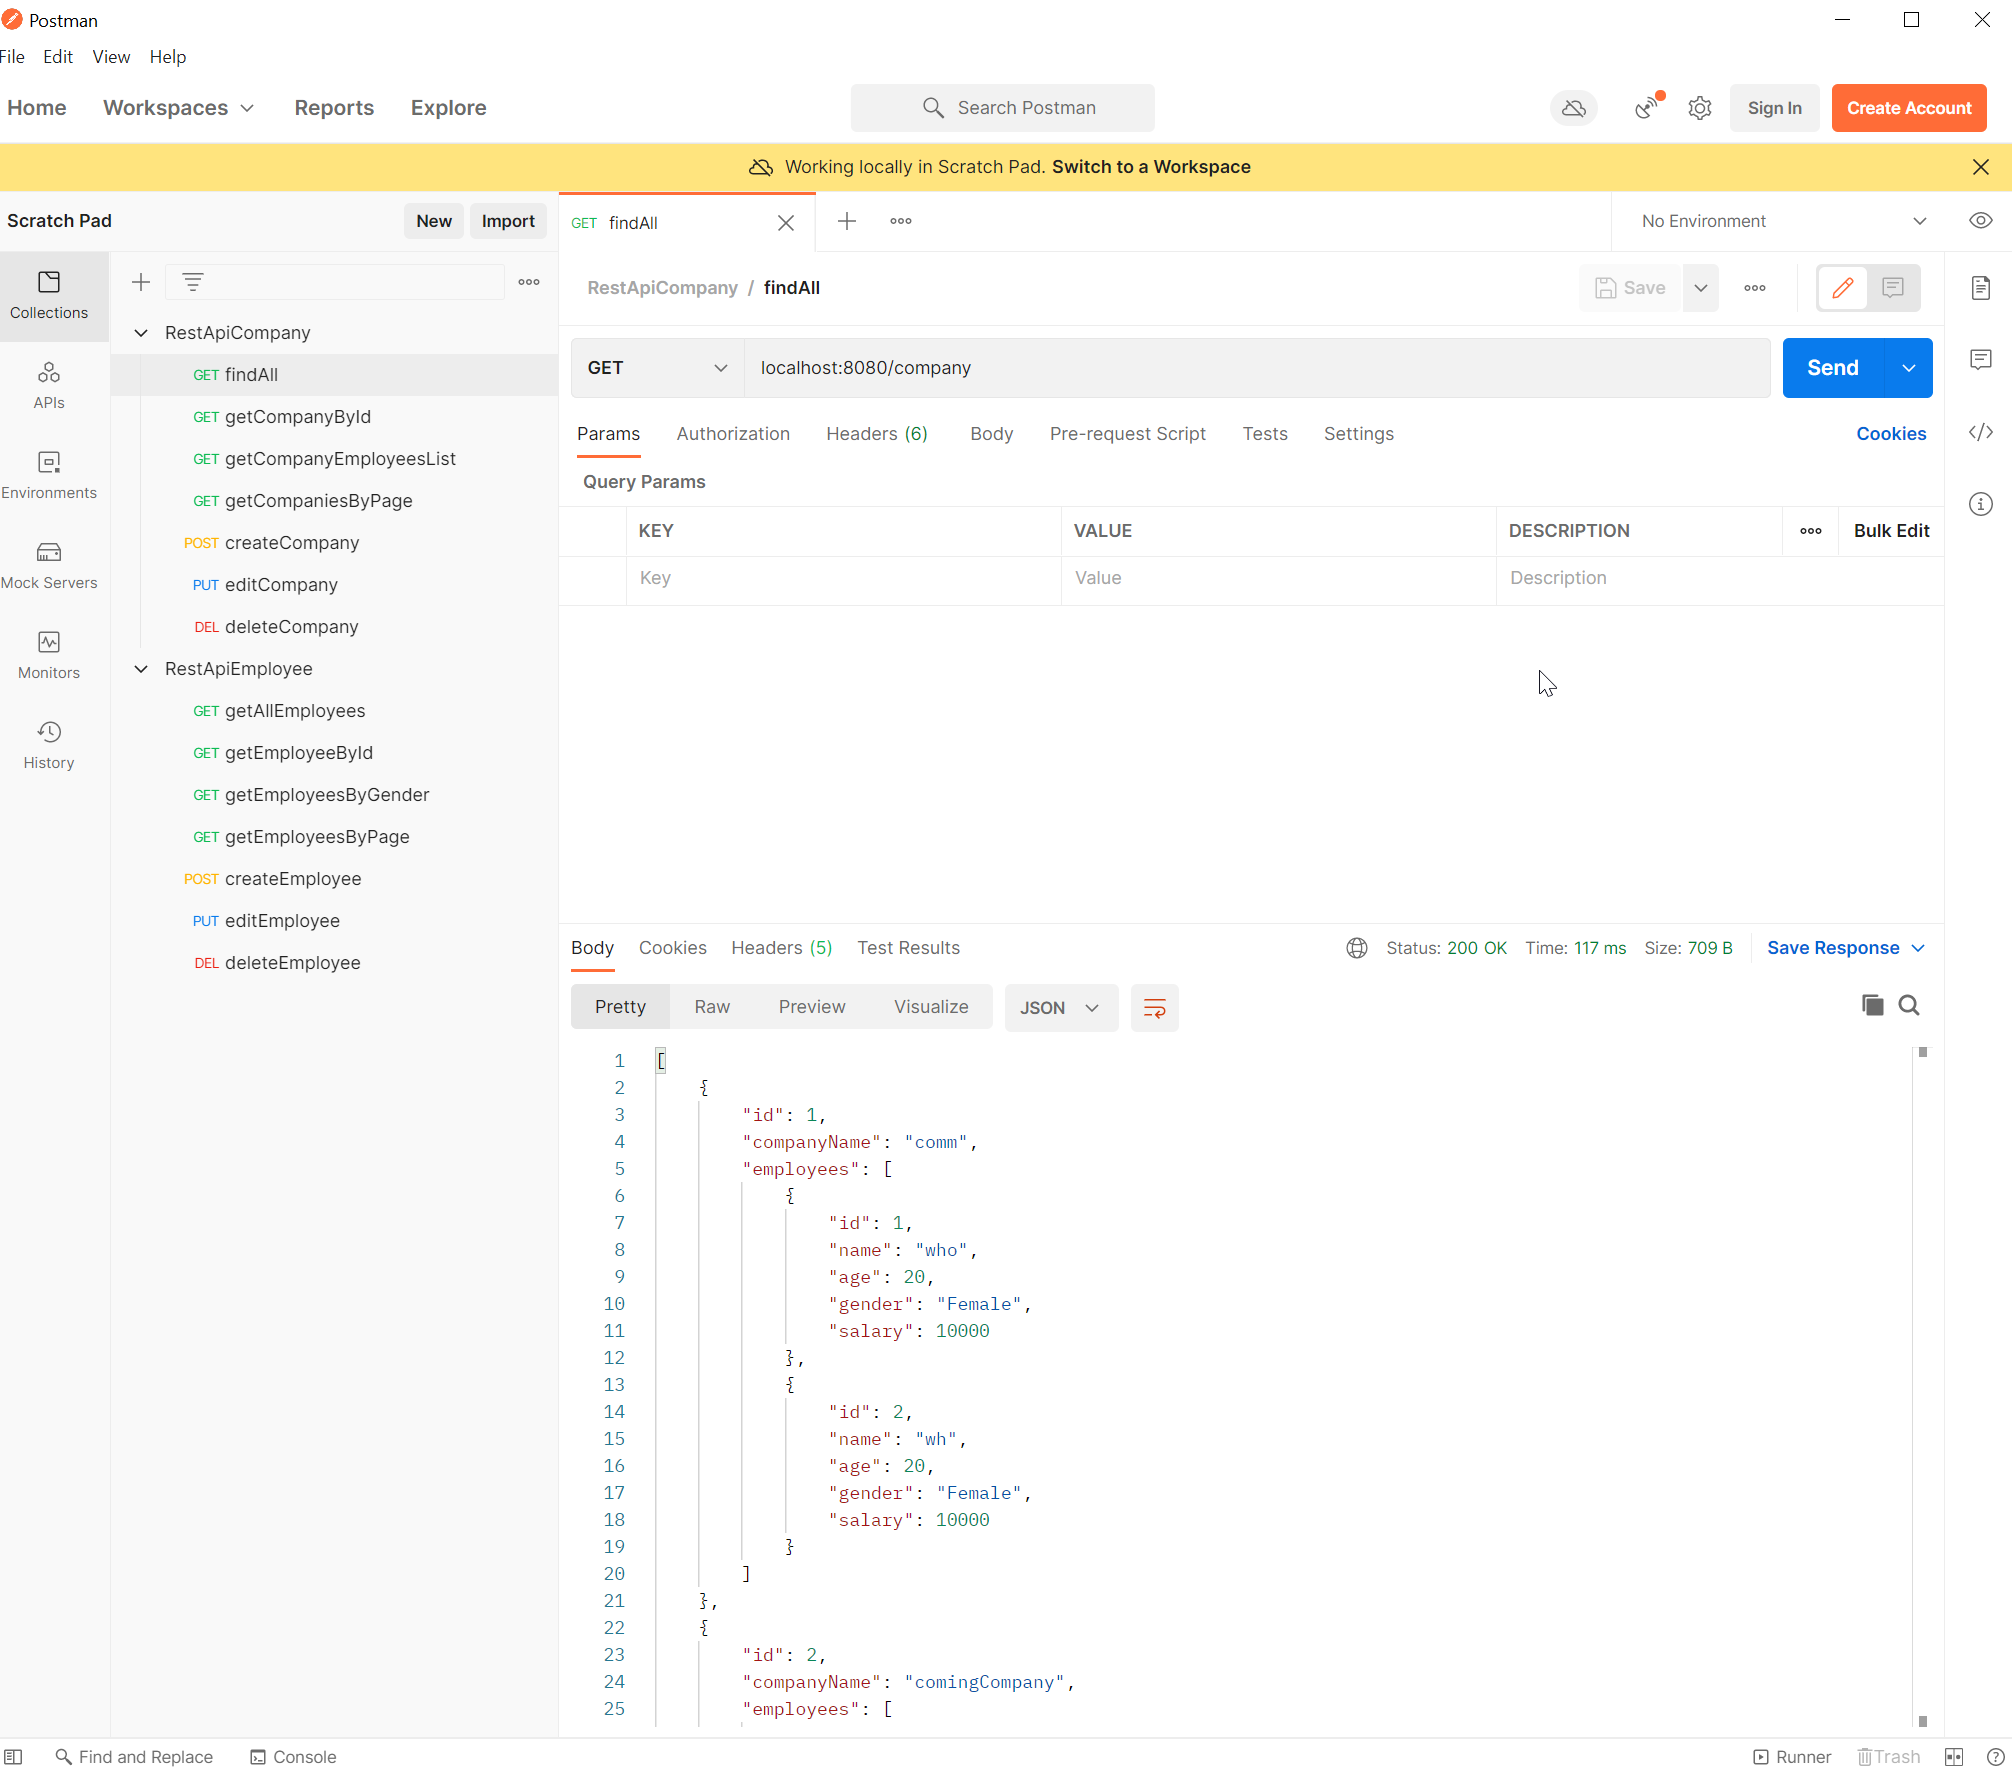 Postman
File Edit View Help
Home Workspaces Reports Explore Search Postman Sign In Create Account
Working locally in Scratch Pad. Switch to a Workspace
Scratch Pad New Import GET findAll No Environment
Collections
APIs
Environments
Mock Servers
Monitors
History
RestApiCompany
GET findAll
GET getCompanyById
GET getCompanyEmployeesList
GET getCompaniesByPage
POST createCompany
PUT editCompany
DEL deleteCompany
RestApiEmployee
GET getAllEmployees
GET getEmployeeById
GET getEmployeesByGender
GET getEmployeesByPage
POST createEmployee
PUT editEmployee
DEL deleteEmployee
RestApiCompany / findAll Save
GET localhost:8080/company Send
Params Authorization Headers (6) Body Pre-request Script Tests Settings Cookies
Query Params
KEY VALUE DESCRIPTION Bulk Edit
Key Value Description
Body Cookies Headers (5) Test Results Status: 200 OK Time: 117 ms Size: 709 B Save Response
Pretty Raw Preview Visualize JSON
1 [
2 {
3 "id": 1,
4 "companyName": "comm",
5 "employees": [
6 {
7 "id": 1,
8 "name": "who",
9 "age": 20,
10 "gender": "Female",
11 "salary": 10000
12 },
13 {
14 "id": 2,
15 "name": "wh",
16 "age": 20,
17 "gender": "Female",
18 "salary": 10000
19 }
20 ]
21 },
22 {
23 "id": 2,
24 "companyName": "comingCompany",
25 "employees": [
Find and Replace Console Runner Trash